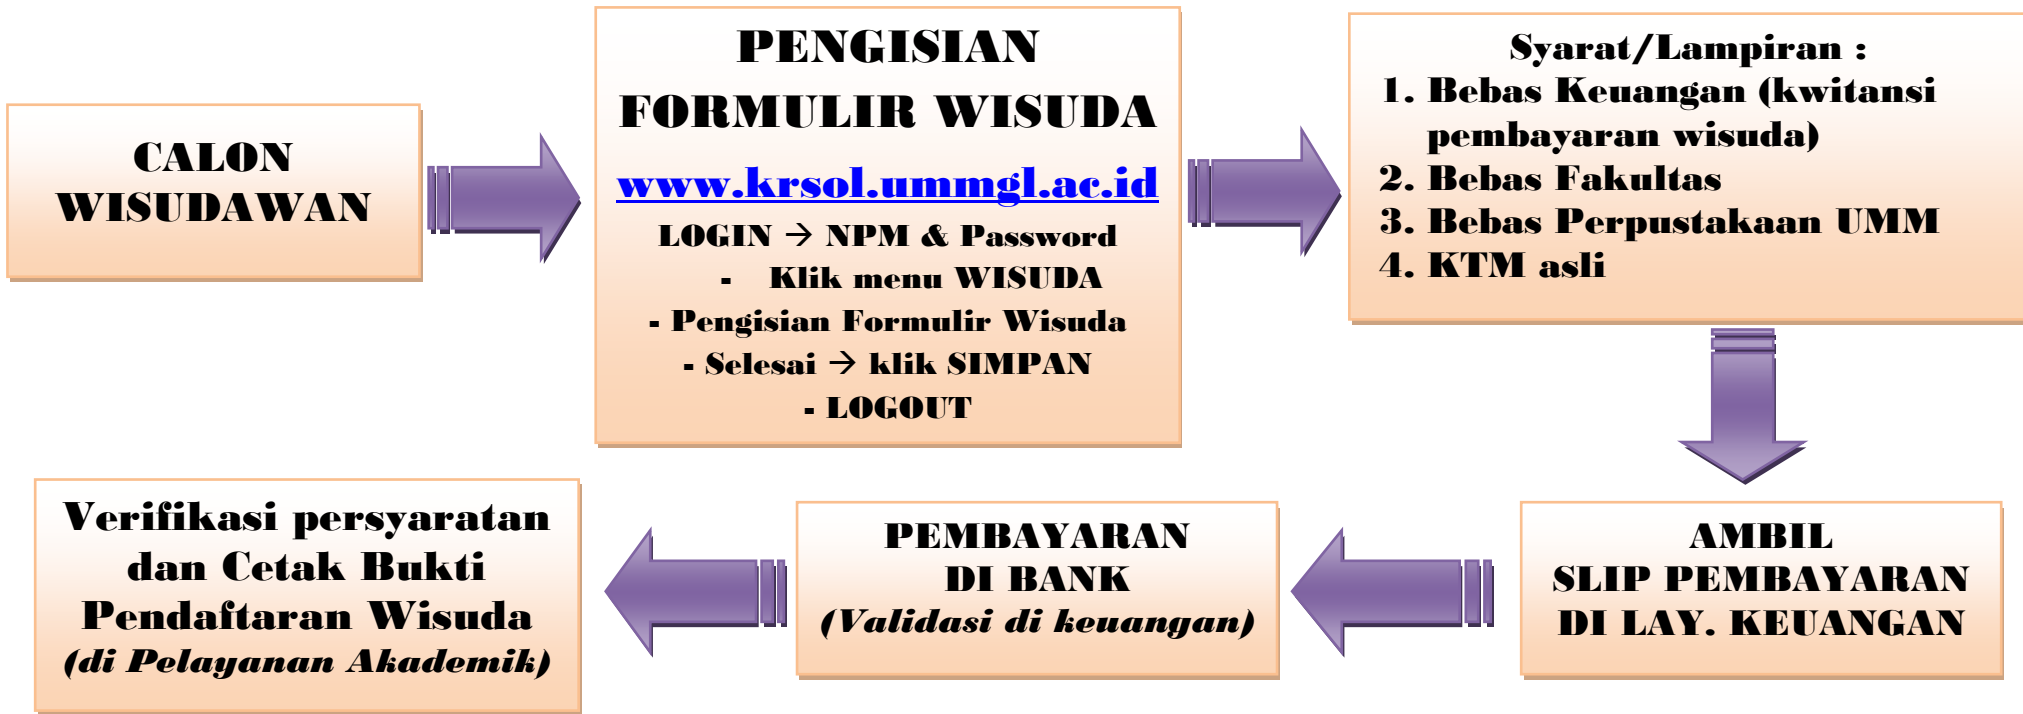 CALON
WISUDAWAN
PENGISIAN
FORMULIR WISUDA
www.krsol.ummgl.ac.id
LOGIN → NPM & Password
- Klik menu WISUDA
- Pengisian Formulir Wisuda
- Selesai → klik SIMPAN
- LOGOUT
Syarat/Lampiran :
1. Bebas Keuangan (kwitansi
pembayaran wisuda)
2. Bebas Fakultas
3. Bebas Perpustakaan UMM
4. KTM asli
AMBIL
SLIP PEMBAYARAN
DI LAY. KEUANGAN
PEMBAYARAN
DI BANK
(Validasi di keuangan)
Verifikasi persyaratan
dan Cetak Bukti
Pendaftaran Wisuda
(di Pelayanan Akademik)